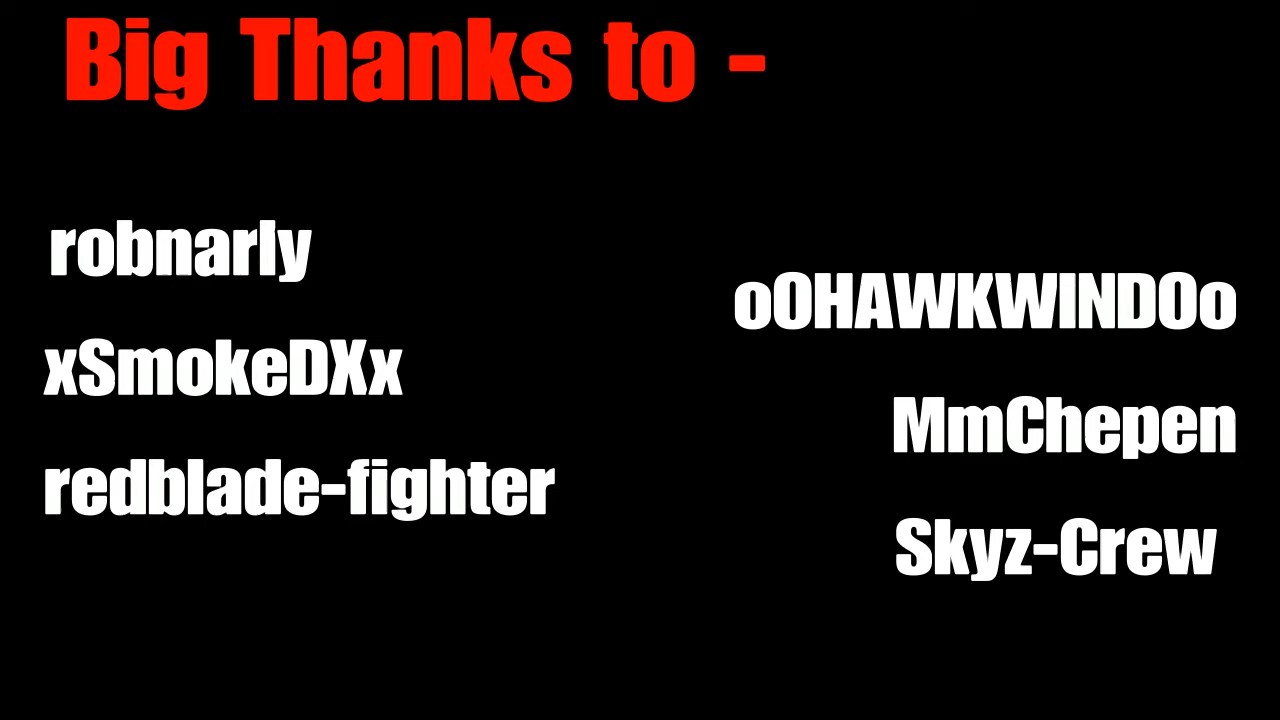 Big Thanks to -
robnarly
xSmokeDXx
redblade-fighter
oOHAWKWINDOo
MmChepen
Skyz-Crew